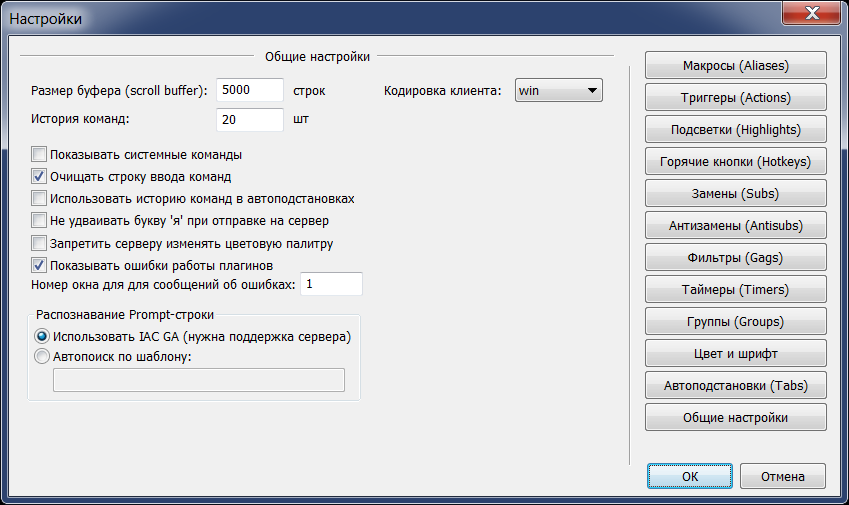 Настройки
Общие настройки
Размер буфера (scroll buffer): 5000 строк Кодировка клиента: win
История команд: 20 шт
Показывать системные команды
Очищать строку ввода команд
Использовать историю команд в автоподстановках
Не удваивать букву 'я' при отправке на сервер
Запретить серверу изменять цветовую палитру
Показывать ошибки работы плагинов
Номер окна для для сообщений об ошибках: 1
Распознавание Prompt-строки
Использовать IAC GA (нужна поддержка сервера)
Автопоиск по шаблону:
Макросы (Aliases)
Триггеры (Actions)
Подсветки (Highlights)
Горячие кнопки (Hotkeys)
Замены (Subs)
Антизамены (Antisubs)
Фильтры (Gags)
Таймеры (Timers)
Группы (Groups)
Цвет и шрифт
Автоподстановки (Tabs)
Общие настройки
OK Отмена